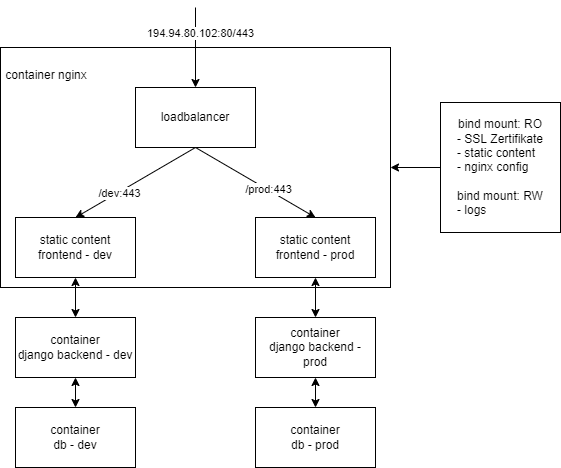 194.94.80.102:80/443
container nginx
loadbalancer
bind mount: RO
- SSL Zertifikate
- static content
- nginx config
bind mount: RW
- logs
/dev:443
/prod:443
static content
frontend - dev
static content
frontend - prod
container
django backend - dev
container
django backend -
prod
container
db - dev
container
db - prod